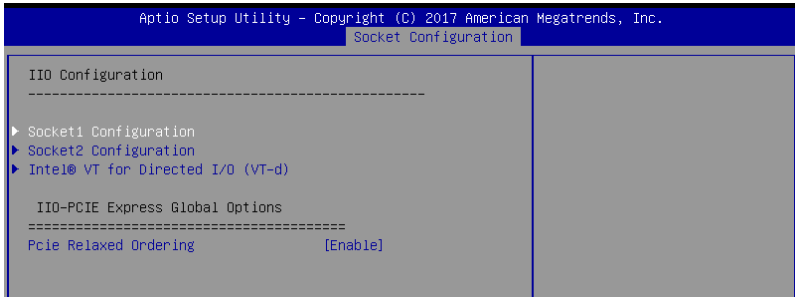 Aptio Setup Utility – Copyright (C) 2017 American Megatrends, Inc.
Socket Configuration
IIO Configuration
--------------------------------------------------
Socket1 Configuration
Socket2 Configuration
Intel® VT for Directed I/O (VT-d)
IIO-PCIE Express Global Options
========================================
Pcie Relaxed Ordering [Enable]